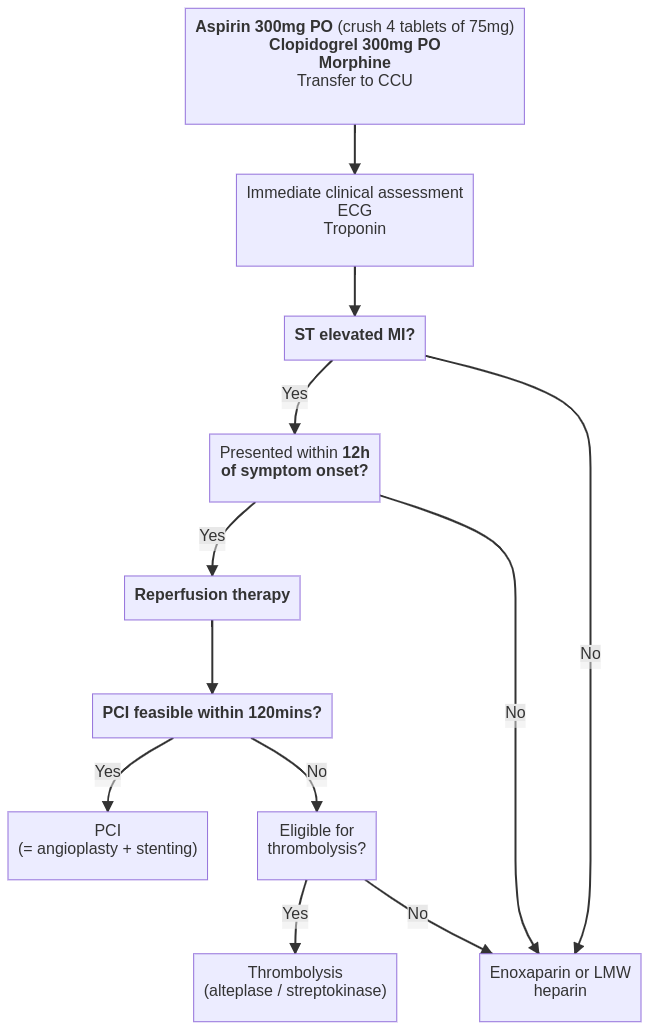 Aspirin 300mg PO (crush 4 tablets of 75mg)
Clopidogrel 300mg PO
Morphine
Transfer to CCU
Immediate clinical assessment
ECG
Troponin
ST elevated MI?
Yes
Presented within 12h
of symptom onset?
Yes
Reperfusion therapy
No
PCI feasible within 120mins?
No
Yes
No
PCI
(= angioplasty + stenting)
Eligible for
thrombolysis?
Yes
No
Thrombolysis
(alteplase / streptokinase)
Enoxaparin or LMW
heparin